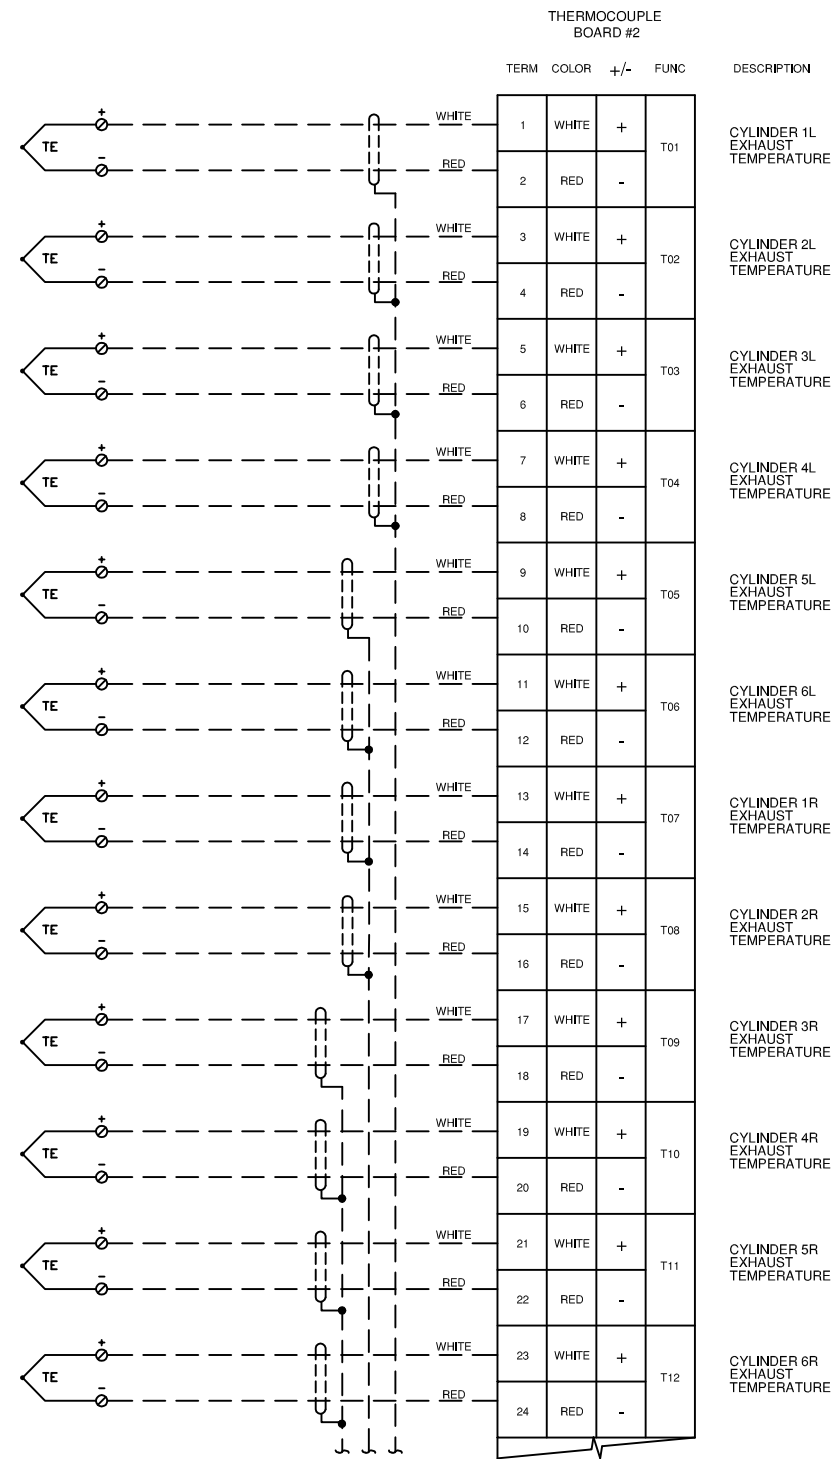 THERMOCOUPLE
BOARD #2
TERM COLOR +/- FUNC DESCRIPTION
+ WHITE 1 WHITE + T01 CYLINDER 1L
TE EXHAUST
- RED 2 RED - TEMPERATURE
+ WHITE 3 WHITE + T02 CYLINDER 2L
TE EXHAUST
- RED 4 RED - TEMPERATURE
+ WHITE 5 WHITE + T03 CYLINDER 3L
TE EXHAUST
- RED 6 RED - TEMPERATURE
+ WHITE 7 WHITE + T04 CYLINDER 4L
TE EXHAUST
- RED 8 RED - TEMPERATURE
+ WHITE 9 WHITE + T05 CYLINDER 5L
TE EXHAUST
- RED 10 RED - TEMPERATURE
+ WHITE 11 WHITE + T06 CYLINDER 6L
TE EXHAUST
- RED 12 RED - TEMPERATURE
+ WHITE 13 WHITE + T07 CYLINDER 1R
TE EXHAUST
- RED 14 RED - TEMPERATURE
+ WHITE 15 WHITE + T08 CYLINDER 2R
TE EXHAUST
- RED 16 RED - TEMPERATURE
+ WHITE 17 WHITE + T09 CYLINDER 3R
TE EXHAUST
- RED 18 RED - TEMPERATURE
+ WHITE 19 WHITE + T10 CYLINDER 4R
TE EXHAUST
- RED 20 RED - TEMPERATURE
+ WHITE 21 WHITE + T11 CYLINDER 5R
TE EXHAUST
- RED 22 RED - TEMPERATURE
+ WHITE 23 WHITE + T12 CYLINDER 6R
TE EXHAUST
- RED 24 RED - TEMPERATURE